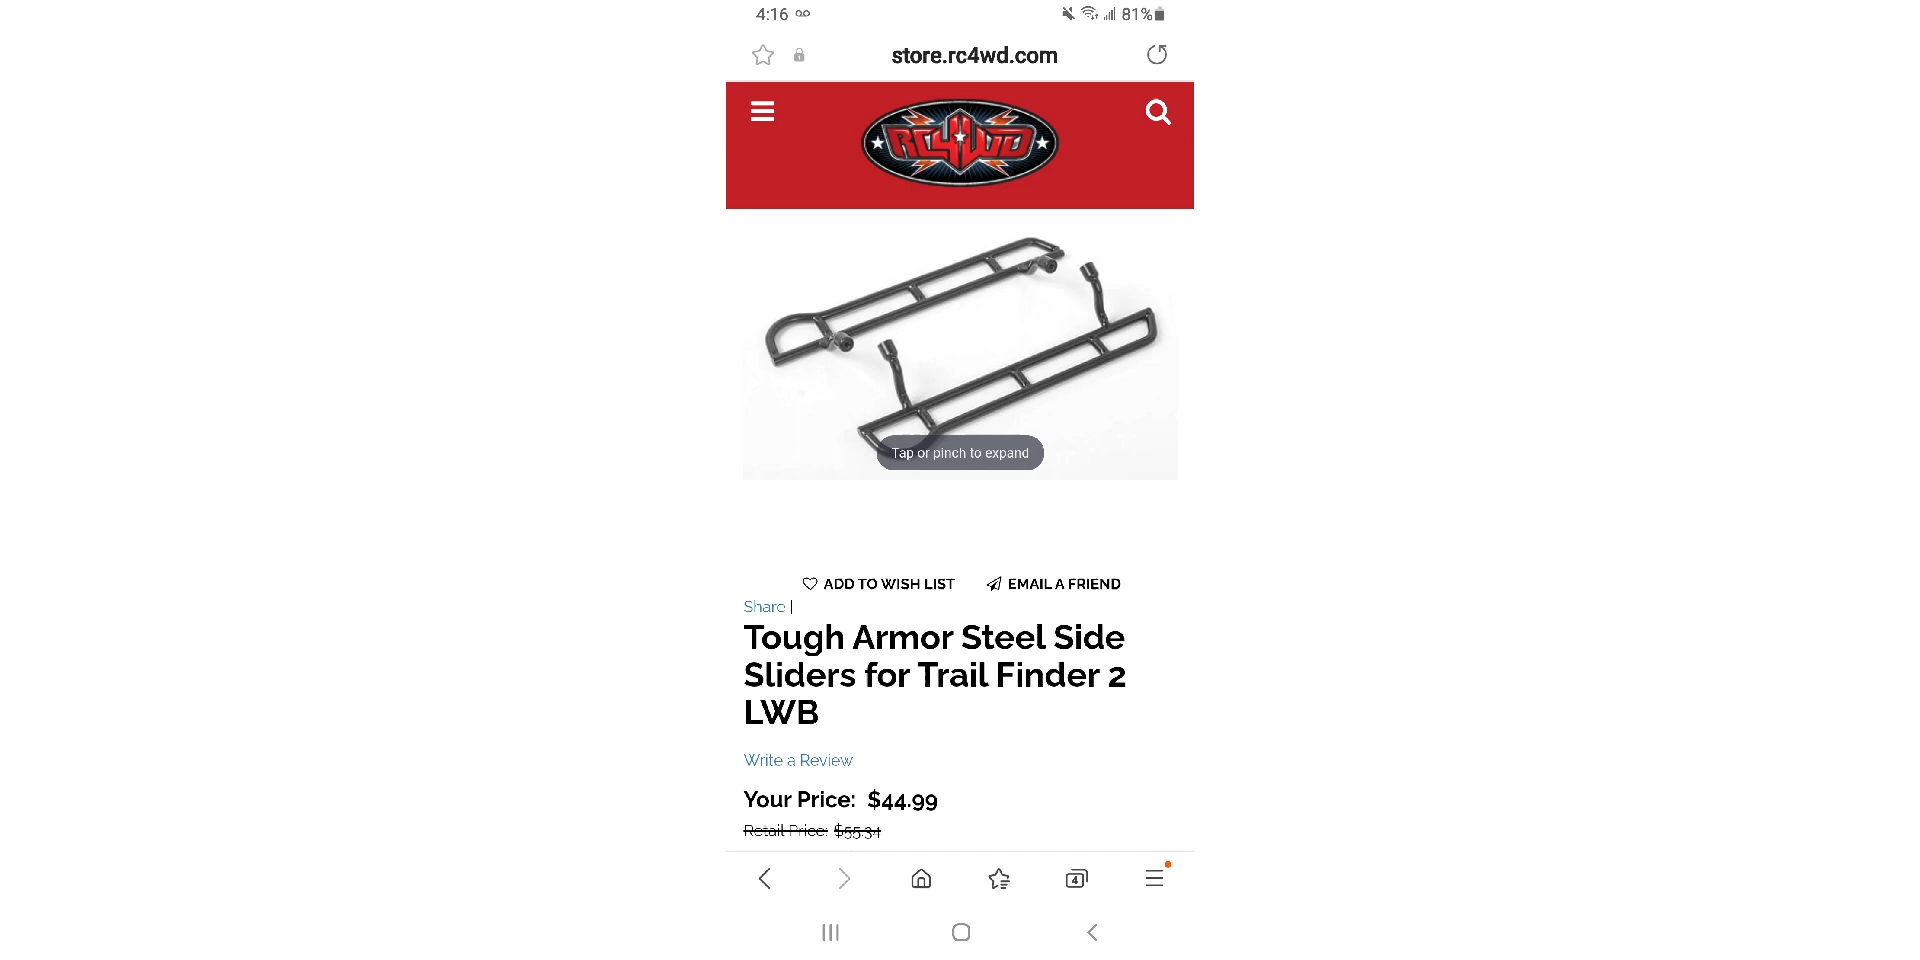 4:16
81%
store.rc4wd.com
RC4WD
Tap or pinch to expand
ADD TO WISH LIST EMAIL A FRIEND
Share |
Tough Armor Steel Side
Sliders for Trail Finder 2
LWB
Write a Review
Your Price: $44.99
Retail Price: $55.34
4